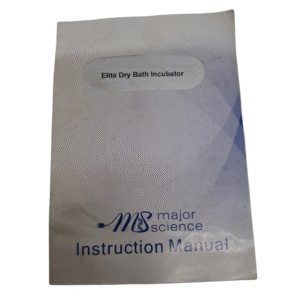 Elite Dry Bath Incubator
MS major
science
Instruction Manual